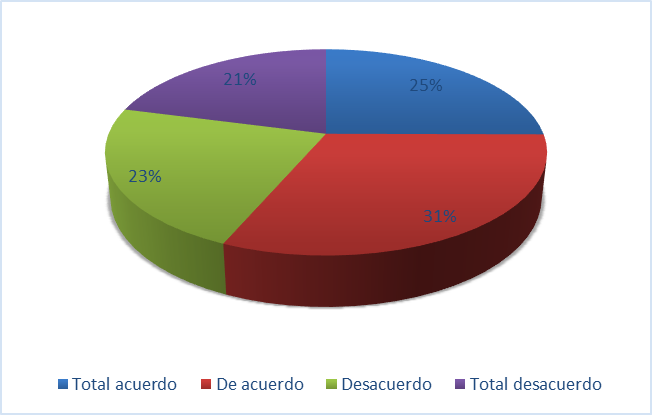 21%
25%
23%
31%
Total acuerdo
De acuerdo
Desacuerdo
Total desacuerdo